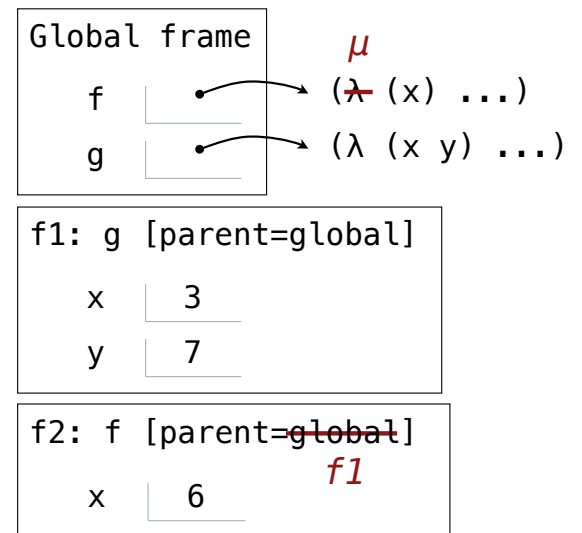 Global frame
μ
f (λ (x) ...)
g (λ (x y) ...)
f1: g [parent=global]
x 3
y 7
f2: f [parent=global]
f1
x 6